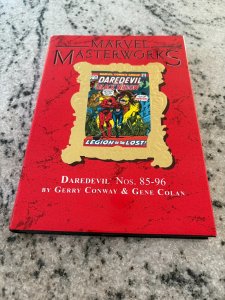 MARVEL
MASTERWORKS
DAREDEVIL
BLACK WIDOW
LEGION OF THE LOST!
DAREDEVIL Nos. 85-96
BY GERRY CONWAY & GENE COLAN